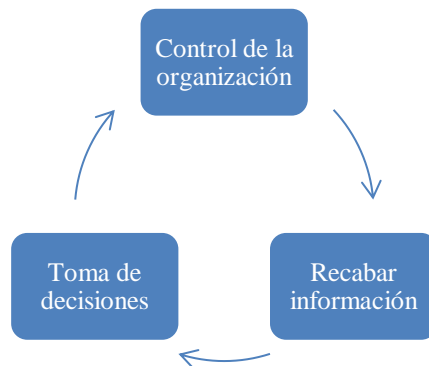 Control de la
organización
Recabar
información
Toma de
decisiones